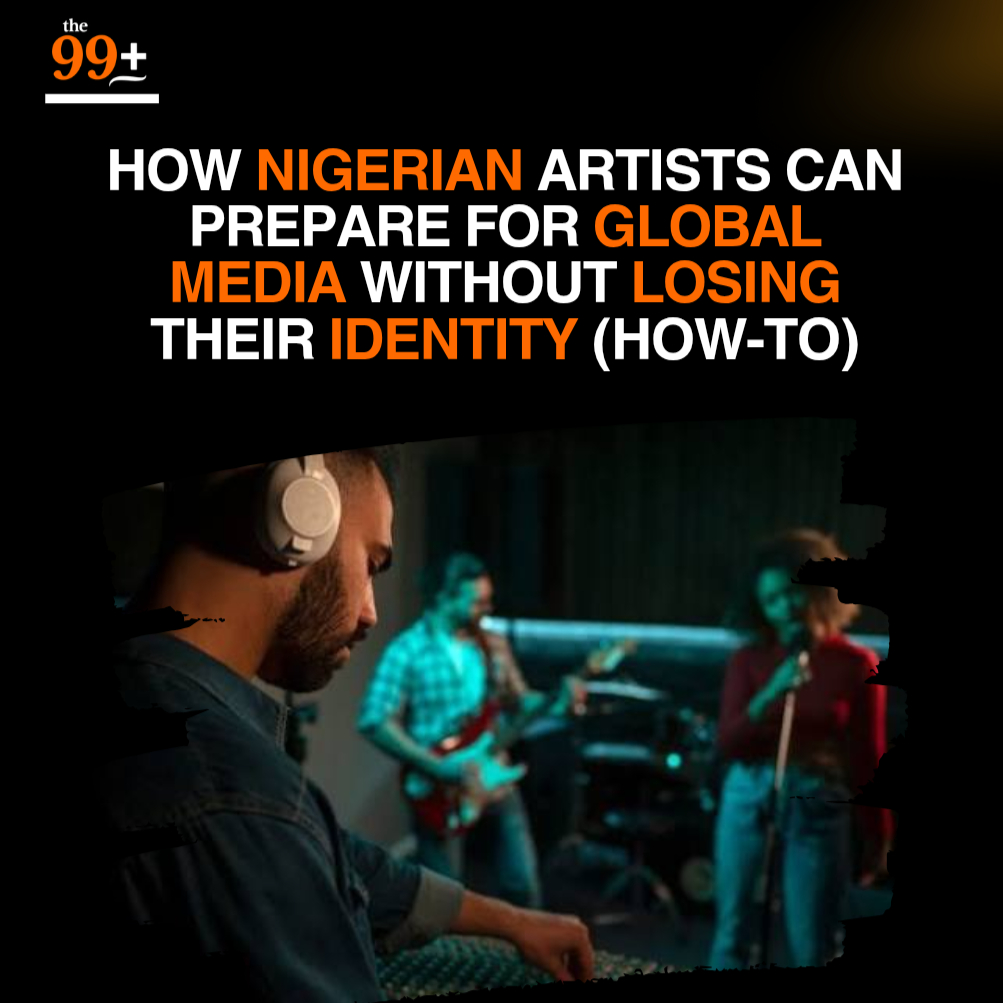 the
99+
HOW NIGERIAN ARTISTS CAN
PREPARE FOR GLOBAL
MEDIA WITHOUT LOSING
THEIR IDENTITY (HOW-TO)